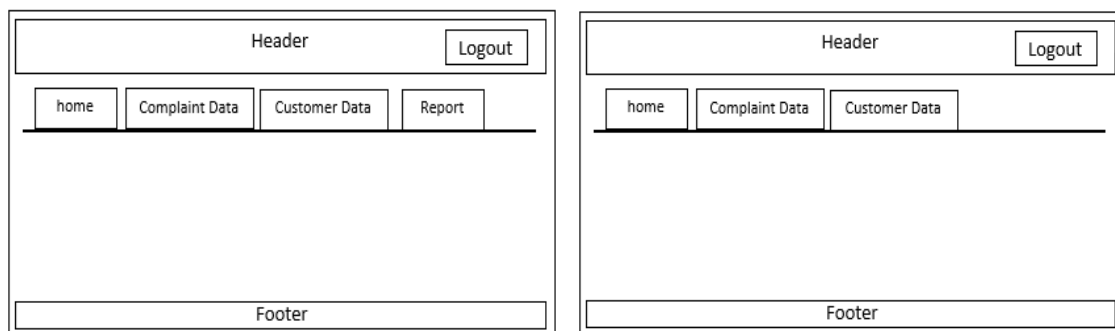 Header
Logout
home Complaint Data Customer Data Report
Footer
Header
Logout
home Complaint Data Customer Data
Footer